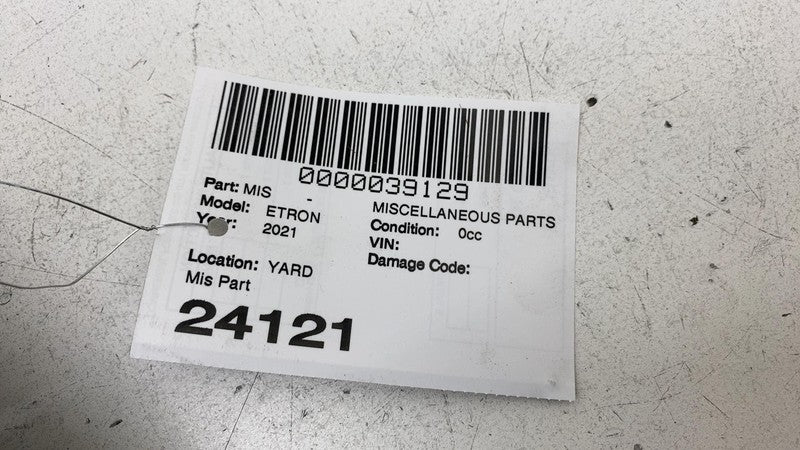 0000039129
Part: MIS - MISCELLANEOUS PARTS
Model: ETRON Condition: 0cc
Year: 2021 VIN:
Location: YARD Damage Code:
Mis Part
24121